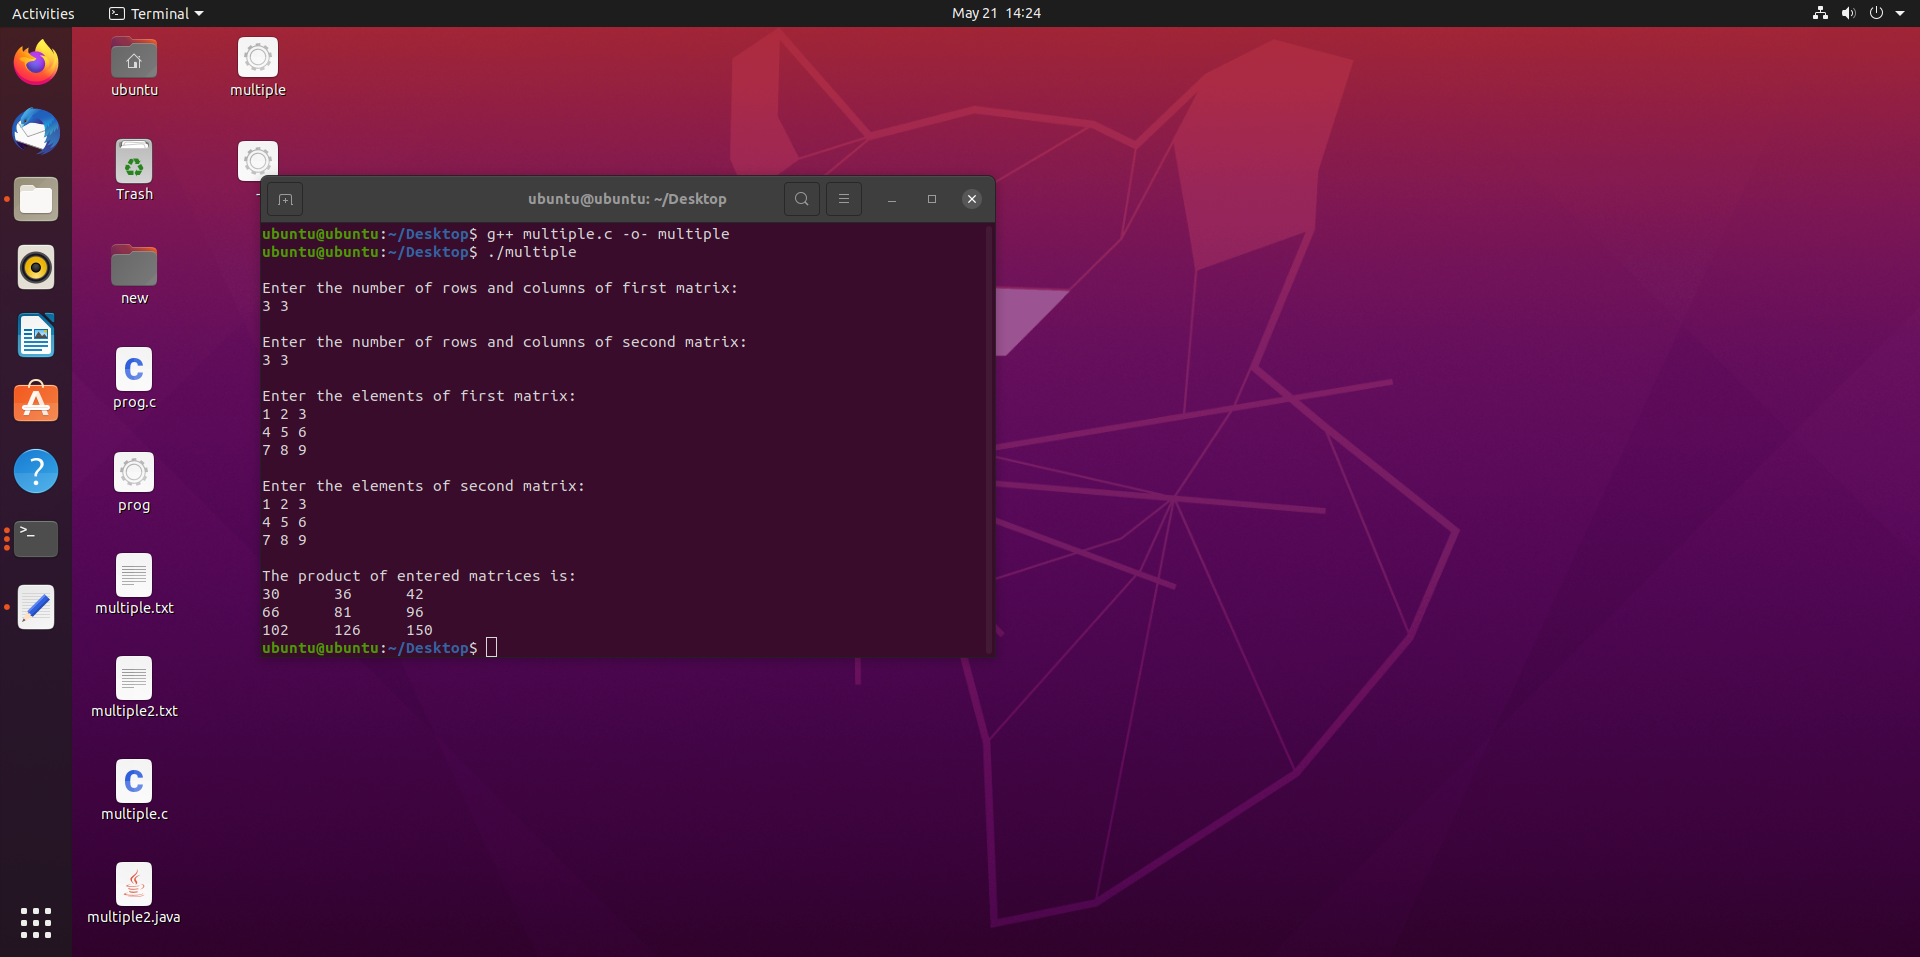 Activities
Terminal
May 21 14:24
ubuntu
multiple
Trash
new
prog.c
prog
multiple.txt
multiple2.txt
multiple.c
multiple2.java
ubuntu@ubuntu: ~/Desktop
ubuntu@ubuntu:~/Desktop$ g++ multiple.c -o- multiple
ubuntu@ubuntu:~/Desktop$ ./multiple
Enter the number of rows and columns of first matrix:
3 3
Enter the number of rows and columns of second matrix:
3 3
Enter the elements of first matrix:
1 2 3
4 5 6
7 8 9
Enter the elements of second matrix:
1 2 3
4 5 6
7 8 9
The product of entered matrices is:
30 36 42
66 81 96
102 126 150
ubuntu@ubuntu:~/Desktop$